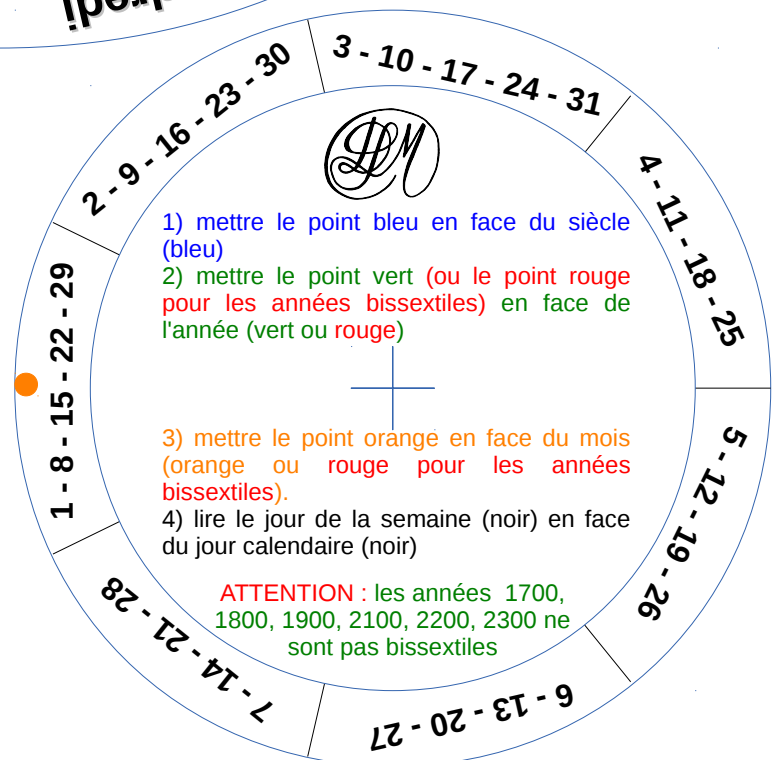 3 - 10 - 17 - 24 - 31
4 - 11 - 18 - 25
5 - 12 - 19 - 26
6 - 13 - 20 - 27
7 - 14 - 21 - 28
1 - 8 - 15 - 22 - 29
2 - 9 - 16 - 23 - 30
1) mettre le point bleu en face du siècle
(bleu)
2) mettre le point vert (ou le point rouge
pour les années bissextiles) en face de
l'année (vert ou rouge)
3) mettre le point orange en face du mois
(orange ou rouge pour les années
bissextiles).
4) lire le jour de la semaine (noir) en face
du jour calendaire (noir)
ATTENTION : les années 1700,
1800, 1900, 2100, 2200, 2300 ne
sont pas bissextiles